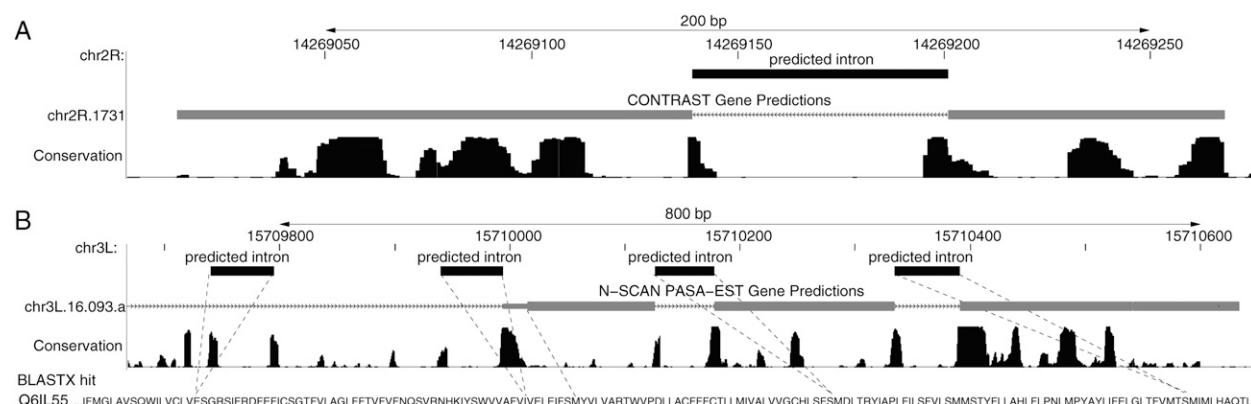 A
200 bp
chr2R:
14269050 14269100 14269150 14269200 14269250
predicted intron
CONTRAST Gene Predictions
chr2R.1731
Conservation
B
800 bp
chr3L:
15709800 15710000 15710200 15710400 15710600
predicted intron predicted intron predicted intron predicted intron
N–SCAN PASA–EST Gene Predictions
chr3L.16.093.a
Conservation
BLASTX hit
Q6IL55